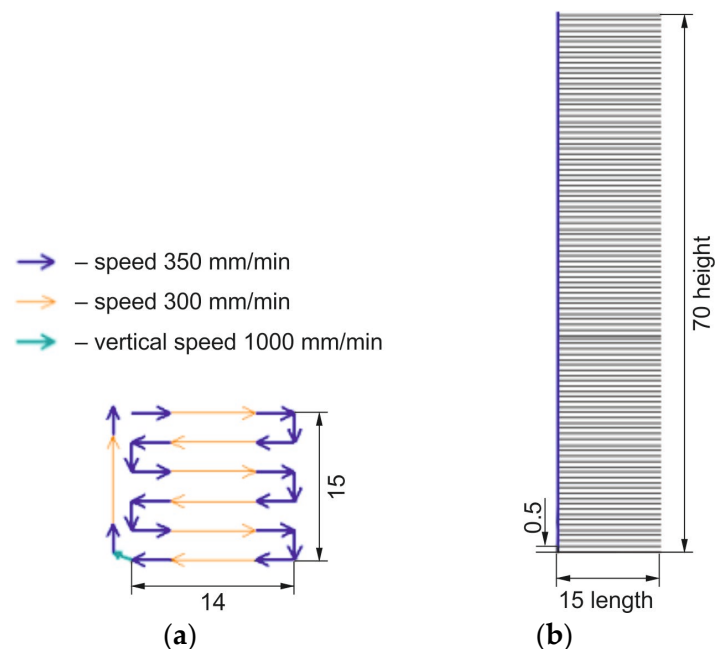 – speed 350 mm/min
– speed 300 mm/min
– vertical speed 1000 mm/min
15
14
(a)
70 height
0.5
15 length
(b)